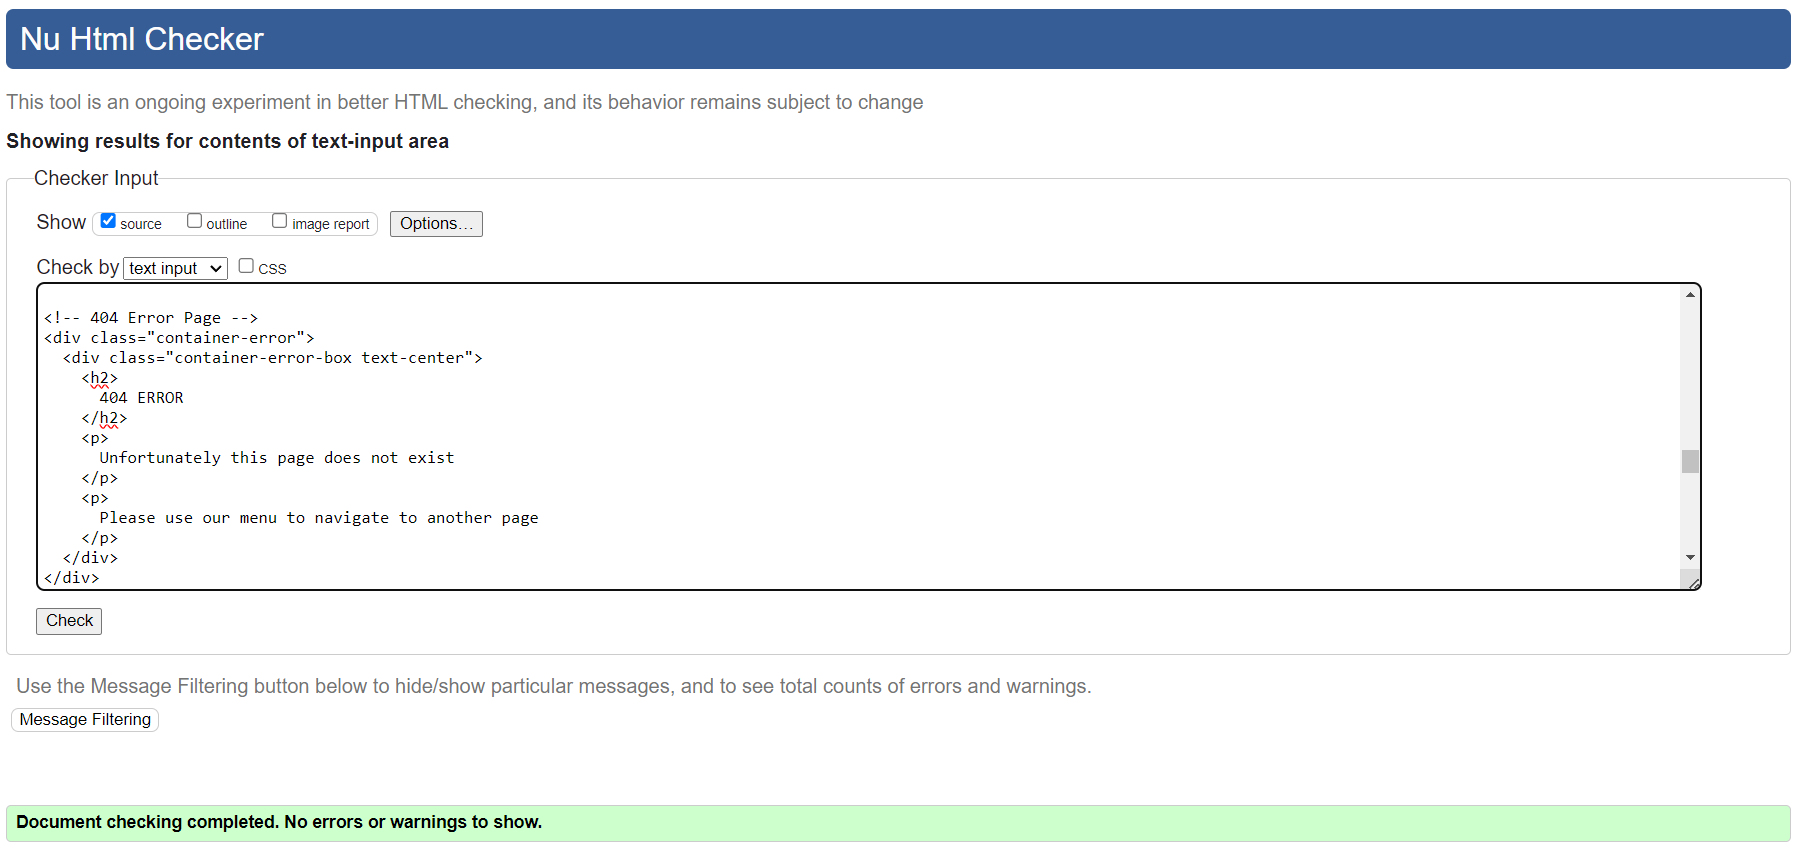 Nu Html Checker
This tool is an ongoing experiment in better HTML checking, and its behavior remains subject to change
Showing results for contents of text-input area
Checker Input
Show source outline image report Options...
Check by text input CSS
<!-- 404 Error Page -->
<div class="container-error">
  <div class="container-error-box text-center">
    <h2>
      404 ERROR
    </h2>
    <p>
      Unfortunately this page does not exist
    </p>
    <p>
      Please use our menu to navigate to another page
    </p>
  </div>
</div>
Check
Use the Message Filtering button below to hide/show particular messages, and to see total counts of errors and warnings.
Message Filtering
Document checking completed. No errors or warnings to show.